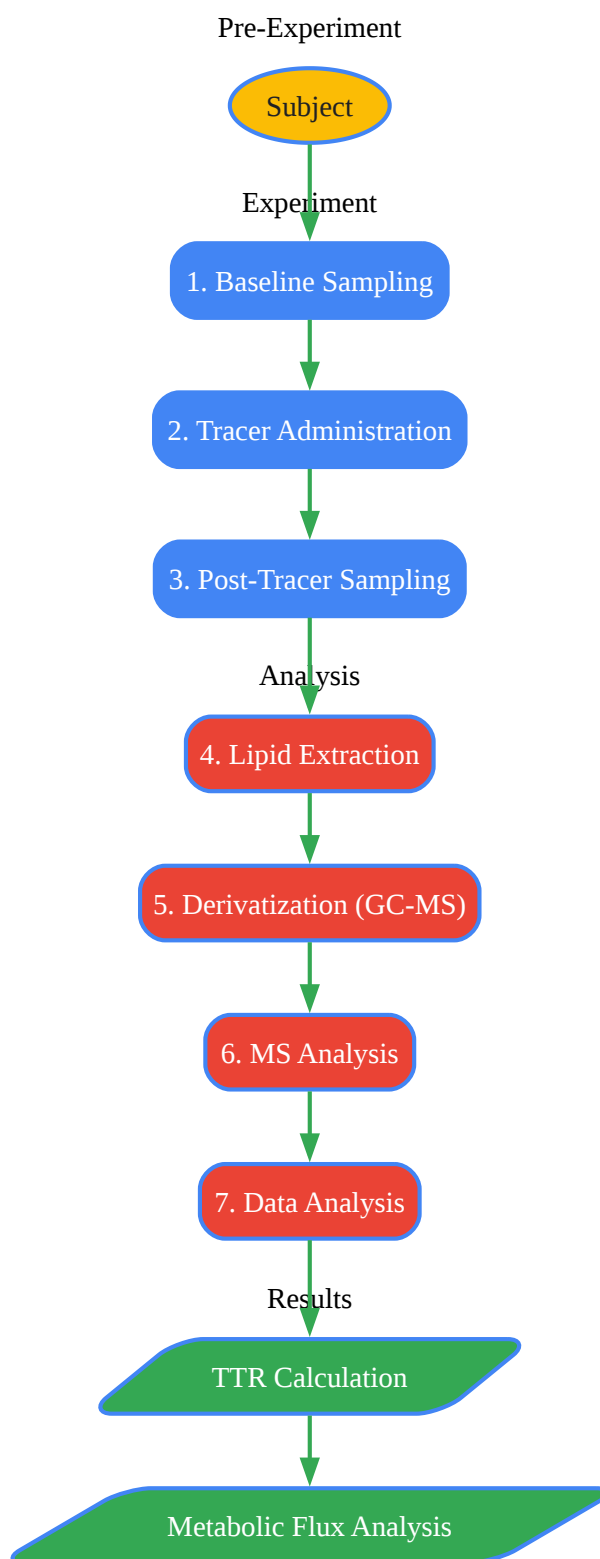 Pre-Experiment
Subject
Experiment
1. Baseline Sampling
2. Tracer Administration
3. Post-Tracer Sampling
Analysis
4. Lipid Extraction
5. Derivatization (GC-MS)
6. MS Analysis
7. Data Analysis
Results
TTR Calculation
Metabolic Flux Analysis